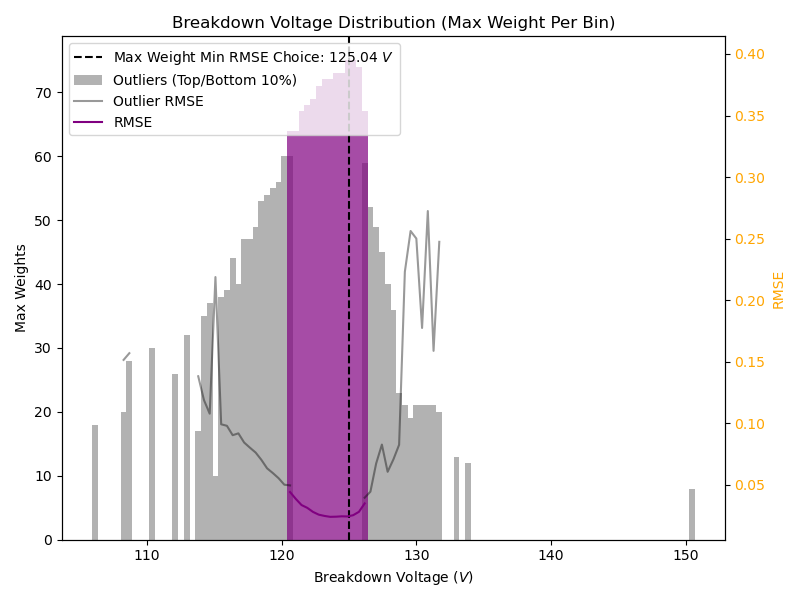 Breakdown Voltage Distribution (Max Weight Per Bin)
Max Weight Min RMSE Choice: 125.04 V
Outliers (Top/Bottom 10%)
Outlier RMSE
RMSE
Max Weights
70
60
50
40
30
20
10
0
0.40
0.35
0.30
0.25
0.20
0.15
0.10
0.05
RMSE
110
120
130
140
150
Breakdown Voltage (V)